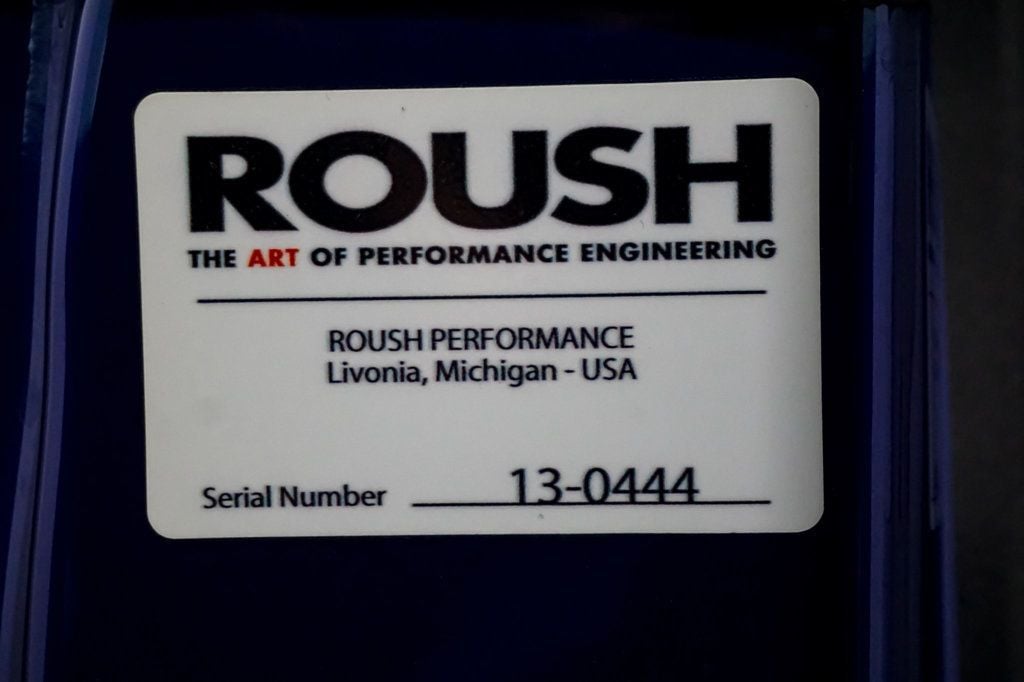 ROUSH
THE ART OF PERFORMANCE ENGINEERING
ROUSH PERFORMANCE
Livonia, Michigan - USA
Serial Number 13-0444